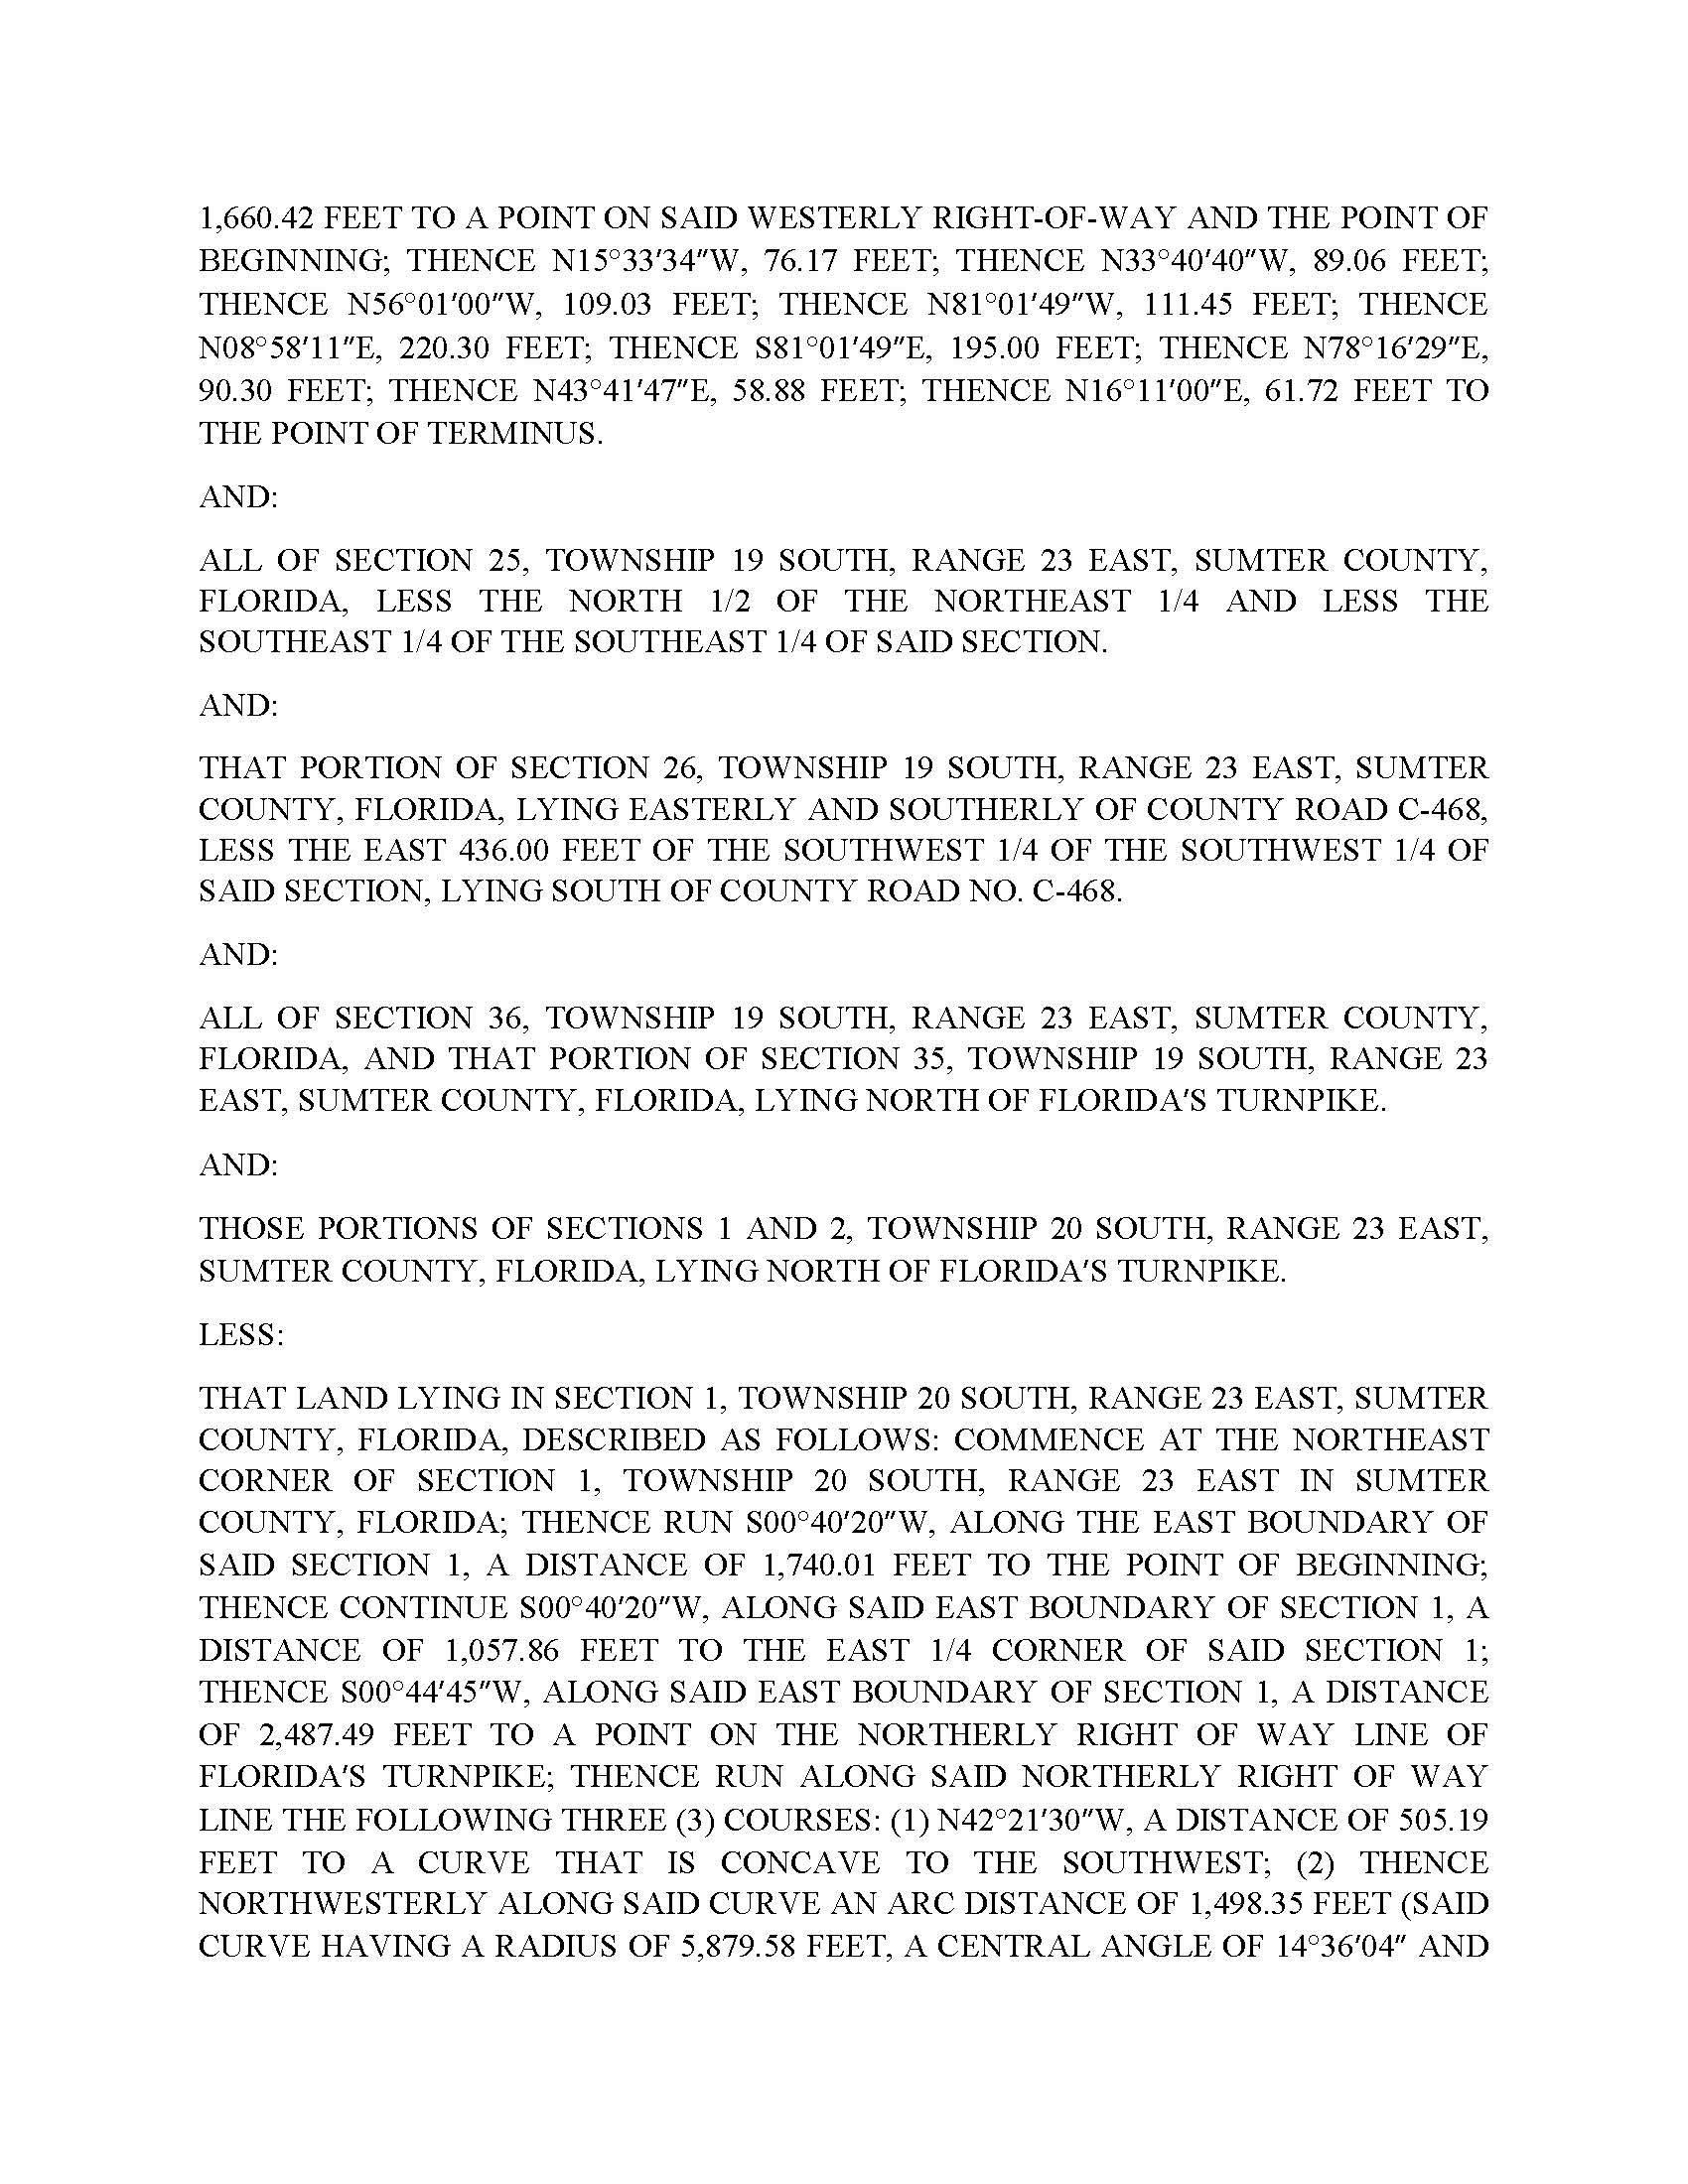 1,660.42 FEET TO A POINT ON SAID WESTERLY RIGHT-OF-WAY AND THE POINT OF
BEGINNING; THENCE N15°33′34″W, 76.17 FEET; THENCE N33°40′40″W, 89.06 FEET;
THENCE N56°01′00″W, 109.03 FEET; THENCE N81°01′49″W, 111.45 FEET; THENCE
N08°58′11″E, 220.30 FEET; THENCE S81°01′49″E, 195.00 FEET; THENCE N78°16′29″E,
90.30 FEET; THENCE N43°41′47″E, 58.88 FEET; THENCE N16°11′00″E, 61.72 FEET TO
THE POINT OF TERMINUS.
AND:
ALL OF SECTION 25, TOWNSHIP 19 SOUTH, RANGE 23 EAST, SUMTER COUNTY,
FLORIDA, LESS THE NORTH 1/2 OF THE NORTHEAST 1/4 AND LESS THE
SOUTHEAST 1/4 OF THE SOUTHEAST 1/4 OF SAID SECTION.
AND:
THAT PORTION OF SECTION 26, TOWNSHIP 19 SOUTH, RANGE 23 EAST, SUMTER
COUNTY, FLORIDA, LYING EASTERLY AND SOUTHERLY OF COUNTY ROAD C-468,
LESS THE EAST 436.00 FEET OF THE SOUTHWEST 1/4 OF THE SOUTHWEST 1/4 OF
SAID SECTION, LYING SOUTH OF COUNTY ROAD NO. C-468.
AND:
ALL OF SECTION 36, TOWNSHIP 19 SOUTH, RANGE 23 EAST, SUMTER COUNTY,
FLORIDA, AND THAT PORTION OF SECTION 35, TOWNSHIP 19 SOUTH, RANGE 23
EAST, SUMTER COUNTY, FLORIDA, LYING NORTH OF FLORIDA′S TURNPIKE.
AND:
THOSE PORTIONS OF SECTIONS 1 AND 2, TOWNSHIP 20 SOUTH, RANGE 23 EAST,
SUMTER COUNTY, FLORIDA, LYING NORTH OF FLORIDA′S TURNPIKE.
LESS:
THAT LAND LYING IN SECTION 1, TOWNSHIP 20 SOUTH, RANGE 23 EAST, SUMTER
COUNTY, FLORIDA, DESCRIBED AS FOLLOWS: COMMENCE AT THE NORTHEAST
CORNER OF SECTION 1, TOWNSHIP 20 SOUTH, RANGE 23 EAST IN SUMTER
COUNTY, FLORIDA; THENCE RUN S00°40′20″W, ALONG THE EAST BOUNDARY OF
SAID SECTION 1, A DISTANCE OF 1,740.01 FEET TO THE POINT OF BEGINNING;
THENCE CONTINUE S00°40′20″W, ALONG SAID EAST BOUNDARY OF SECTION 1, A
DISTANCE OF 1,057.86 FEET TO THE EAST 1/4 CORNER OF SAID SECTION 1;
THENCE S00°44′45″W, ALONG SAID EAST BOUNDARY OF SECTION 1, A DISTANCE
OF 2,487.49 FEET TO A POINT ON THE NORTHERLY RIGHT OF WAY LINE OF
FLORIDA′S TURNPIKE; THENCE RUN ALONG SAID NORTHERLY RIGHT OF WAY
LINE THE FOLLOWING THREE (3) COURSES: (1) N42°21′30″W, A DISTANCE OF 505.19
FEET TO A CURVE THAT IS CONCAVE TO THE SOUTHWEST; (2) THENCE
NORTHWESTERLY ALONG SAID CURVE AN ARC DISTANCE OF 1,498.35 FEET (SAID
CURVE HAVING A RADIUS OF 5,879.58 FEET, A CENTRAL ANGLE OF 14°36′04″ AND